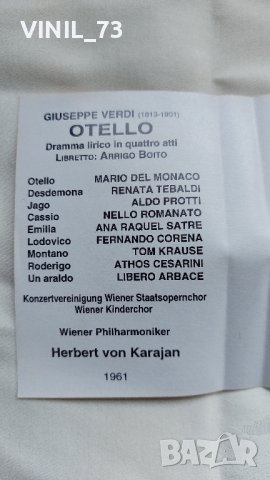 VINIL_73
GIUSEPPE VERDI (1813-1901)
OTELLO
Dramma lirico in quattro atti
LIBRETTO: ARRIGO BOITO
Otello MARIO DEL MONACO
Desdemona RENATA TEBALDI
Jago ALDO PROTTI
Cassio NELLO ROMANATO
Emilia ANA RAQUEL SATRE
Lodovico FERNANDO CORENA
Montano TOM KRAUSE
Roderigo ATHOS CESARINI
Un araldo LIBERO ARBACE
Konzertvereinigung Wiener Staatsopernchor
Wiener Kinderchor
Wiener Philharmoniker
Herbert von Karajan
1961
BAZAR